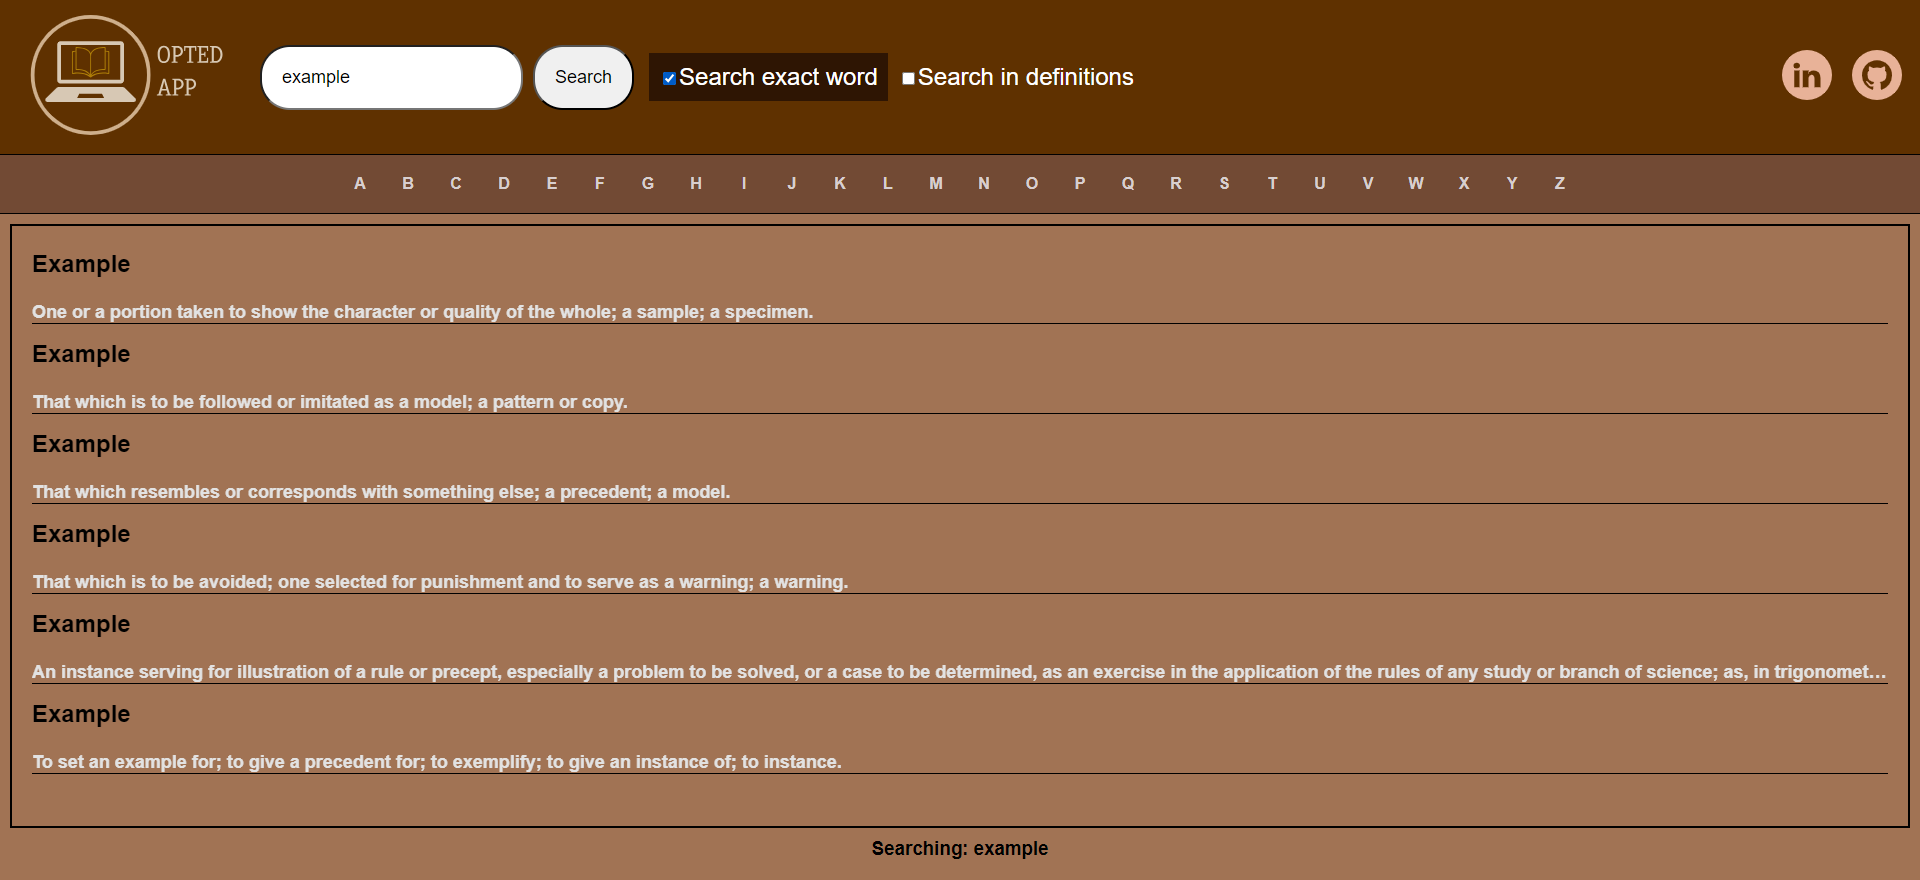 OPTED
APP
example
Search
Search exact word
Search in definitions
in
A B C D E F G H I J K L M N O P Q R S T U V W X Y Z
Example
One or a portion taken to show the character or quality of the whole; a sample; a specimen.
Example
That which is to be followed or imitated as a model; a pattern or copy.
Example
That which resembles or corresponds with something else; a precedent; a model.
Example
That which is to be avoided; one selected for punishment and to serve as a warning; a warning.
Example
An instance serving for illustration of a rule or precept, especially a problem to be solved, or a case to be determined, as an exercise in the application of the rules of any study or branch of science; as, in trigonomet...
Example
To set an example for; to give a precedent for; to exemplify; to give an instance of; to instance.
Searching: example